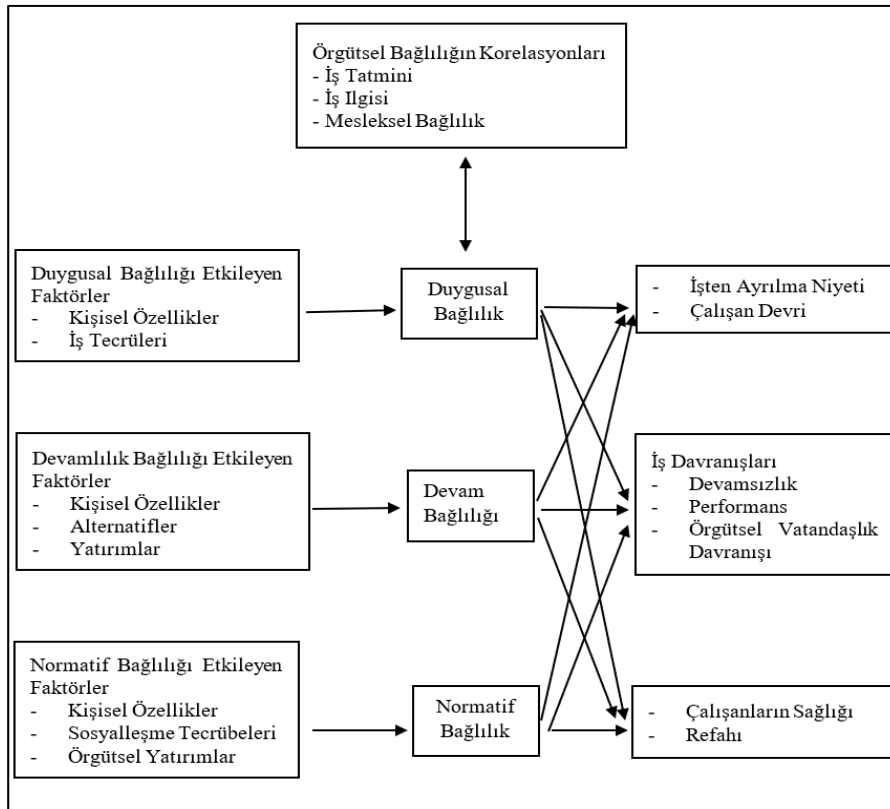 Örgütsel Bağlılığın Korelasyonları
- İş Tatmini
- İş Ilgisi
- Mesleksel Bağlılık
Duygusal Bağlılığı Etkileyen
Faktörler
- Kişisel Özellikler
- İş Tecrüleri
Duygusal
Bağlılık
- İşten Ayrılma Niyeti
- Çalışan Devri
Devamlılık Bağlılığı Etkileyen
Faktörler
- Kişisel Özellikler
- Alternatifler
- Yatırımlar
Devam
Bağlılığı
İş Davranışları
- Devamsızlık
- Performans
- Örgütsel Vatandaşlık
Davranışı
Normatif Bağlılığı Etkileyen
Faktörler
- Kişisel Özellikler
- Sosyalleşme Tecrübeleri
- Örgütsel Yatırımlar
Normatif
Bağlılık
- Çalışanların Sağlığı
- Refahı